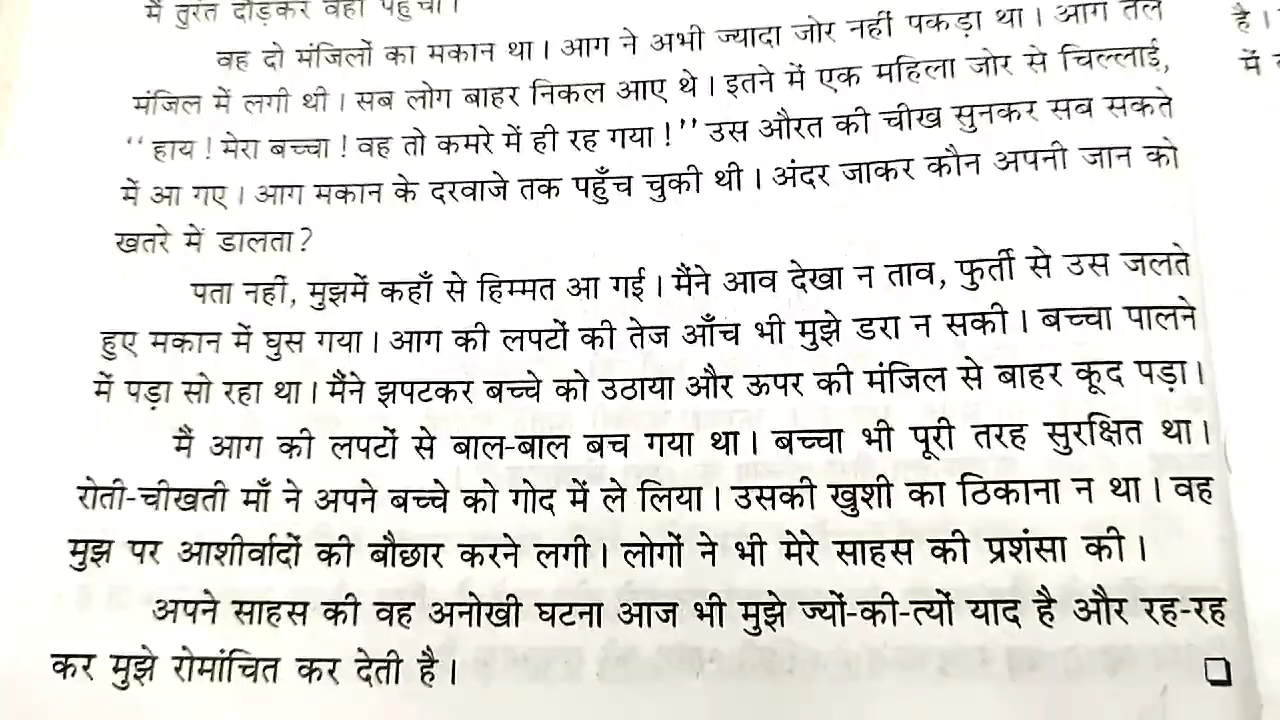 में तुरंत दौड़कर वहाँ पहुँचा।
वह दो मंजिलों का मकान था। आग ने अभी ज्यादा जोर नहीं पकड़ा था। आग तल
मंजिल में लगी थी। सब लोग बाहर निकल आए थे। इतने में एक महिला जोर से चिल्लाई,
‘‘हाय! मेरा बच्चा! वह तो कमरे में ही रह गया!’’ उस औरत की चीख सुनकर सब सकते
में आ गए। आग मकान के दरवाजे तक पहुँच चुकी थी। अंदर जाकर कौन अपनी जान को
खतरे में डालता?
पता नहीं, मुझमें कहाँ से हिम्मत आ गई। मैंने आव देखा न ताव, फुर्ती से उस जलते
हुए मकान में घुस गया। आग की लपटों की तेज आँच भी मुझे डरा न सकी। बच्चा पालने
में पड़ा सो रहा था। मैंने झपटकर बच्चे को उठाया और ऊपर की मंजिल से बाहर कूद पड़ा।
मैं आग की लपटों से बाल-बाल बच गया था। बच्चा भी पूरी तरह सुरक्षित था।
रोती-चीखती माँ ने अपने बच्चे को गोद में ले लिया। उसकी खुशी का ठिकाना न था। वह
मुझ पर आशीर्वादों की बौछार करने लगी। लोगों ने भी मेरे साहस की प्रशंसा की।
अपने साहस की वह अनोखी घटना आज भी मुझे ज्यों-की-त्यों याद है और रह-रह
कर मुझे रोमांचित कर देती है।
है।
में